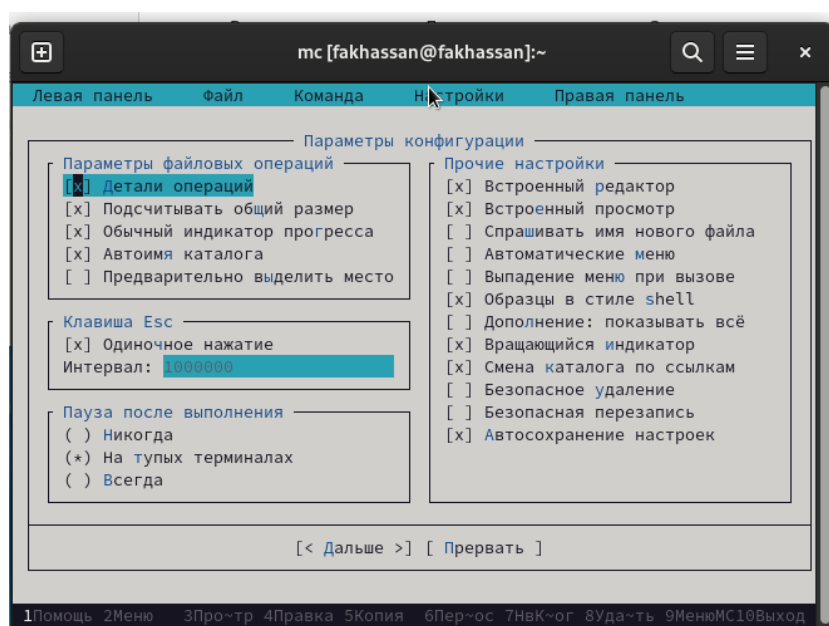 mc [fakhassan@fakhassan]:~
Левая панель Файл Команда Настройки Правая панель
Параметры конфигурации
Параметры файловых операций
[x] Детали операций
[x] Подсчитывать общий размер
[x] Обычный индикатор прогресса
[x] Автоимя каталога
[ ] Предварительно выделить место
Клавиша Esc
[x] Одиночное нажатие
Интервал: 1000000
Пауза после выполнения
( ) Никогда
(*) На тупых терминалах
( ) Всегда
Прочие настройки
[x] Встроенный редактор
[x] Встроенный просмотр
[ ] Спрашивать имя нового файла
[ ] Автоматические меню
[ ] Выпадение меню при вызове
[x] Образцы в стиле shell
[ ] Дополнение: показывать всё
[x] Вращающийся индикатор
[x] Смена каталога по ссылкам
[ ] Безопасное удаление
[ ] Безопасная перезапись
[x] Автосохранение настроек
[< Дальше >] [ Прервать ]
1Помощь 2Меню 3Про~тр 4Правка 5Копия 6Пер~ос 7НвК~ог 8Уда~ть 9МенюMC10Выход